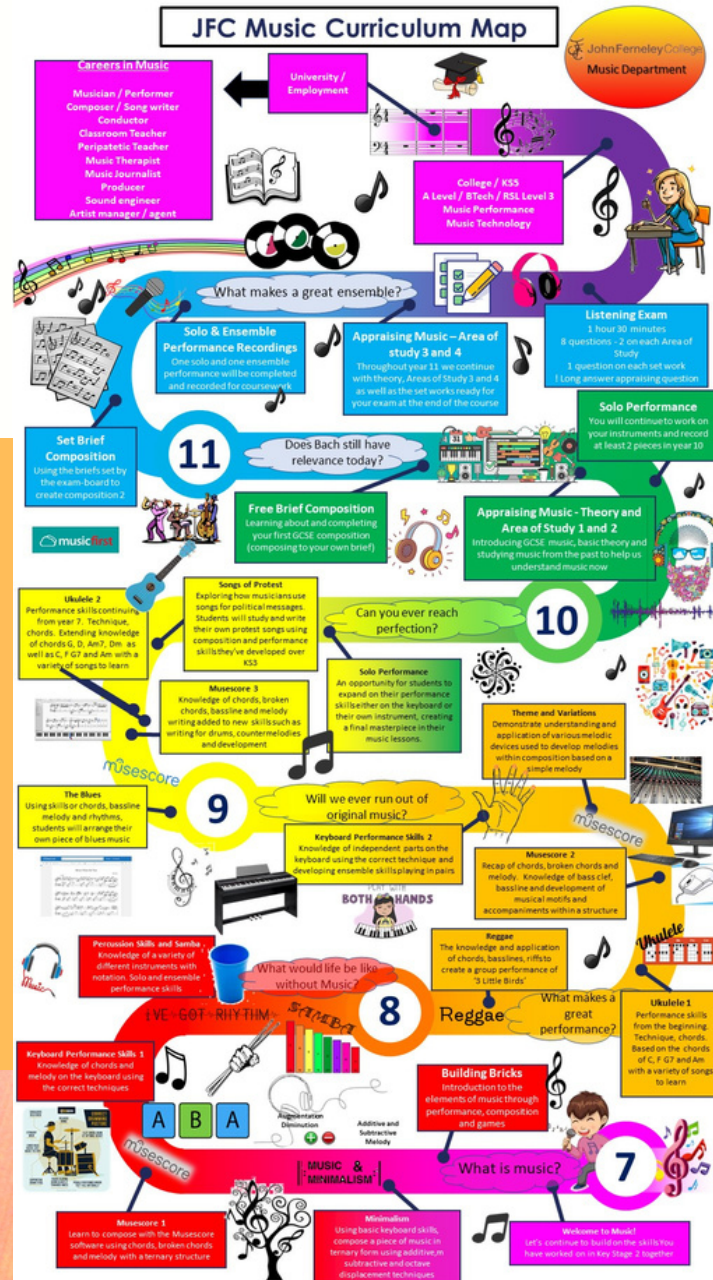 JFC Music Curriculum Map
John Ferneley College
Music Department
Careers in Music
Musician / Performer
Composer / Song writer
Conductor
Classroom Teacher
Peripatetic Teacher
Music Therapist
Music Journalist
Producer
Sound engineer
Artist manager / agent
University /
Employment
College / KS5
A Level / BTech / RSL Level 3
Music Performance
Music Technology
What makes a great ensemble?
Solo & Ensemble
Performance Recordings
One solo and one ensemble
performance will be completed
and recorded for coursework
Appraising Music – Area of
study 3 and 4
Throughout year 11 we continue
with theory, Areas of Study 3 and 4
as well as the set works ready for
your exam at the end of the course
Listening Exam
1 hour 30 minutes
8 questions - 2 on each Area of
Study
1 question on each set work
! Long answer appraising question
Set Brief
Composition
Using the briefs set by
the exam-board to
create composition 2
11
Does Bach still have
relevance today?
Solo Performance
You will continue to work on
your instruments and record
at least 2 pieces in year 10
31
musicfirst
Free Brief Composition
Learning about and completing
your first GCSE composition
(composing to your own brief)
Appraising Music - Theory and
Area of Study 1 and 2
Introducing GCSE music, basic theory and
studying music from the past to help us
understand music now
Ukulele 2
Performance skills continuing
from year 7. Technique,
chords. Extending knowledge
of chords G, D, Am7, Dm as
well as C, F G7 and Am with a
variety of songs to learn
Songs of Protest
Exploring how musicians use
songs for political messages.
Students will study and write
their own protest songs using
composition and performance
skills they've developed over
KS3
Can you ever reach
perfection?
10
Musescore 3
Knowledge of chords, broken
chords, bassline and melody
writing added to new skills such as
writing for drums, countermelodies
and development
Solo Performance
An opportunity for students to
expand on their performance
skills either on the keyboard or
their own instrument, creating
a final masterpiece in their
music lessons.
Theme and Variations
Demonstrate understanding and
application of various melodic
devices used to develop melodies
within composition based on a
simple melody
musescore
The Blues
Using skills or chords, bassline
melody and rhythms,
students will arrange their
own piece of blues music
9
Will we ever run out of
original music?
musescore
Keyboard Performance Skills 2
Knowledge of independent parts on the
keyboard using the correct technique and
developing ensemble skills playing in pairs
Musescore 2
Recap of chords, broken chords and
melody. Knowledge of bass clef,
bassline and development of
musical motifs and
accompaniments within a structure
PLAY WITH
BOTH HANDS
Percussion Skills and Samba
Knowledge of a variety of
different instruments with
notation. Solo and ensemble
performance skills
What would life be like
without Music?
Reggae
The knowledge and application
of chords, basslines, riffs to
create a group performance of
'3 Little Birds'
Ukulele
Music
I'VE GOT RHYTHM
SAMBA
8
Reggae
What makes a
great
performance?
Ukulele 1
Performance skills
from the beginning.
Technique, chords.
Based on the chords
of C, F G7 and Am
with a variety of songs
to learn
Keyboard Performance Skills 1
Knowledge of chords and
melody on the keyboard using
the correct techniques
Building Bricks
Introduction to the
elements of music through
performance, composition
and games
A B A
Augmentation
Diminution
Additive and
Subtractive
Melody
musescore
MUSIC &
MINIMALISM
What is music?
7
Musescore 1
Learn to compose with the Musescore
software using chords, broken chords
and melody with a ternary structure
Minimalism
Using basic keyboard skills,
compose a piece of music in
ternary form using additive,m
subtractive and octave
displacement techniques
Welcome to Music!
Let's continue to build on the skills You
have worked on in Key Stage 2 together